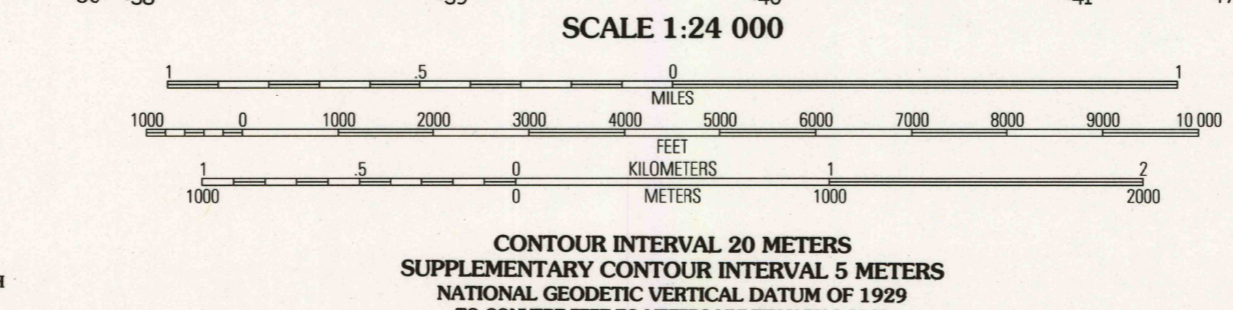 SCALE 1:24 000
1 .5 0 1
MILES
1000 0 1000 2000 3000 4000 5000 6000 7000 8000 9000 10 000
FEET
1 .5 0 KILOMETERS 1 2
1000 0 METERS 1000 2000
CONTOUR INTERVAL 20 METERS
SUPPLEMENTARY CONTOUR INTERVAL 5 METERS
NATIONAL GEODETIC VERTICAL DATUM OF 1929